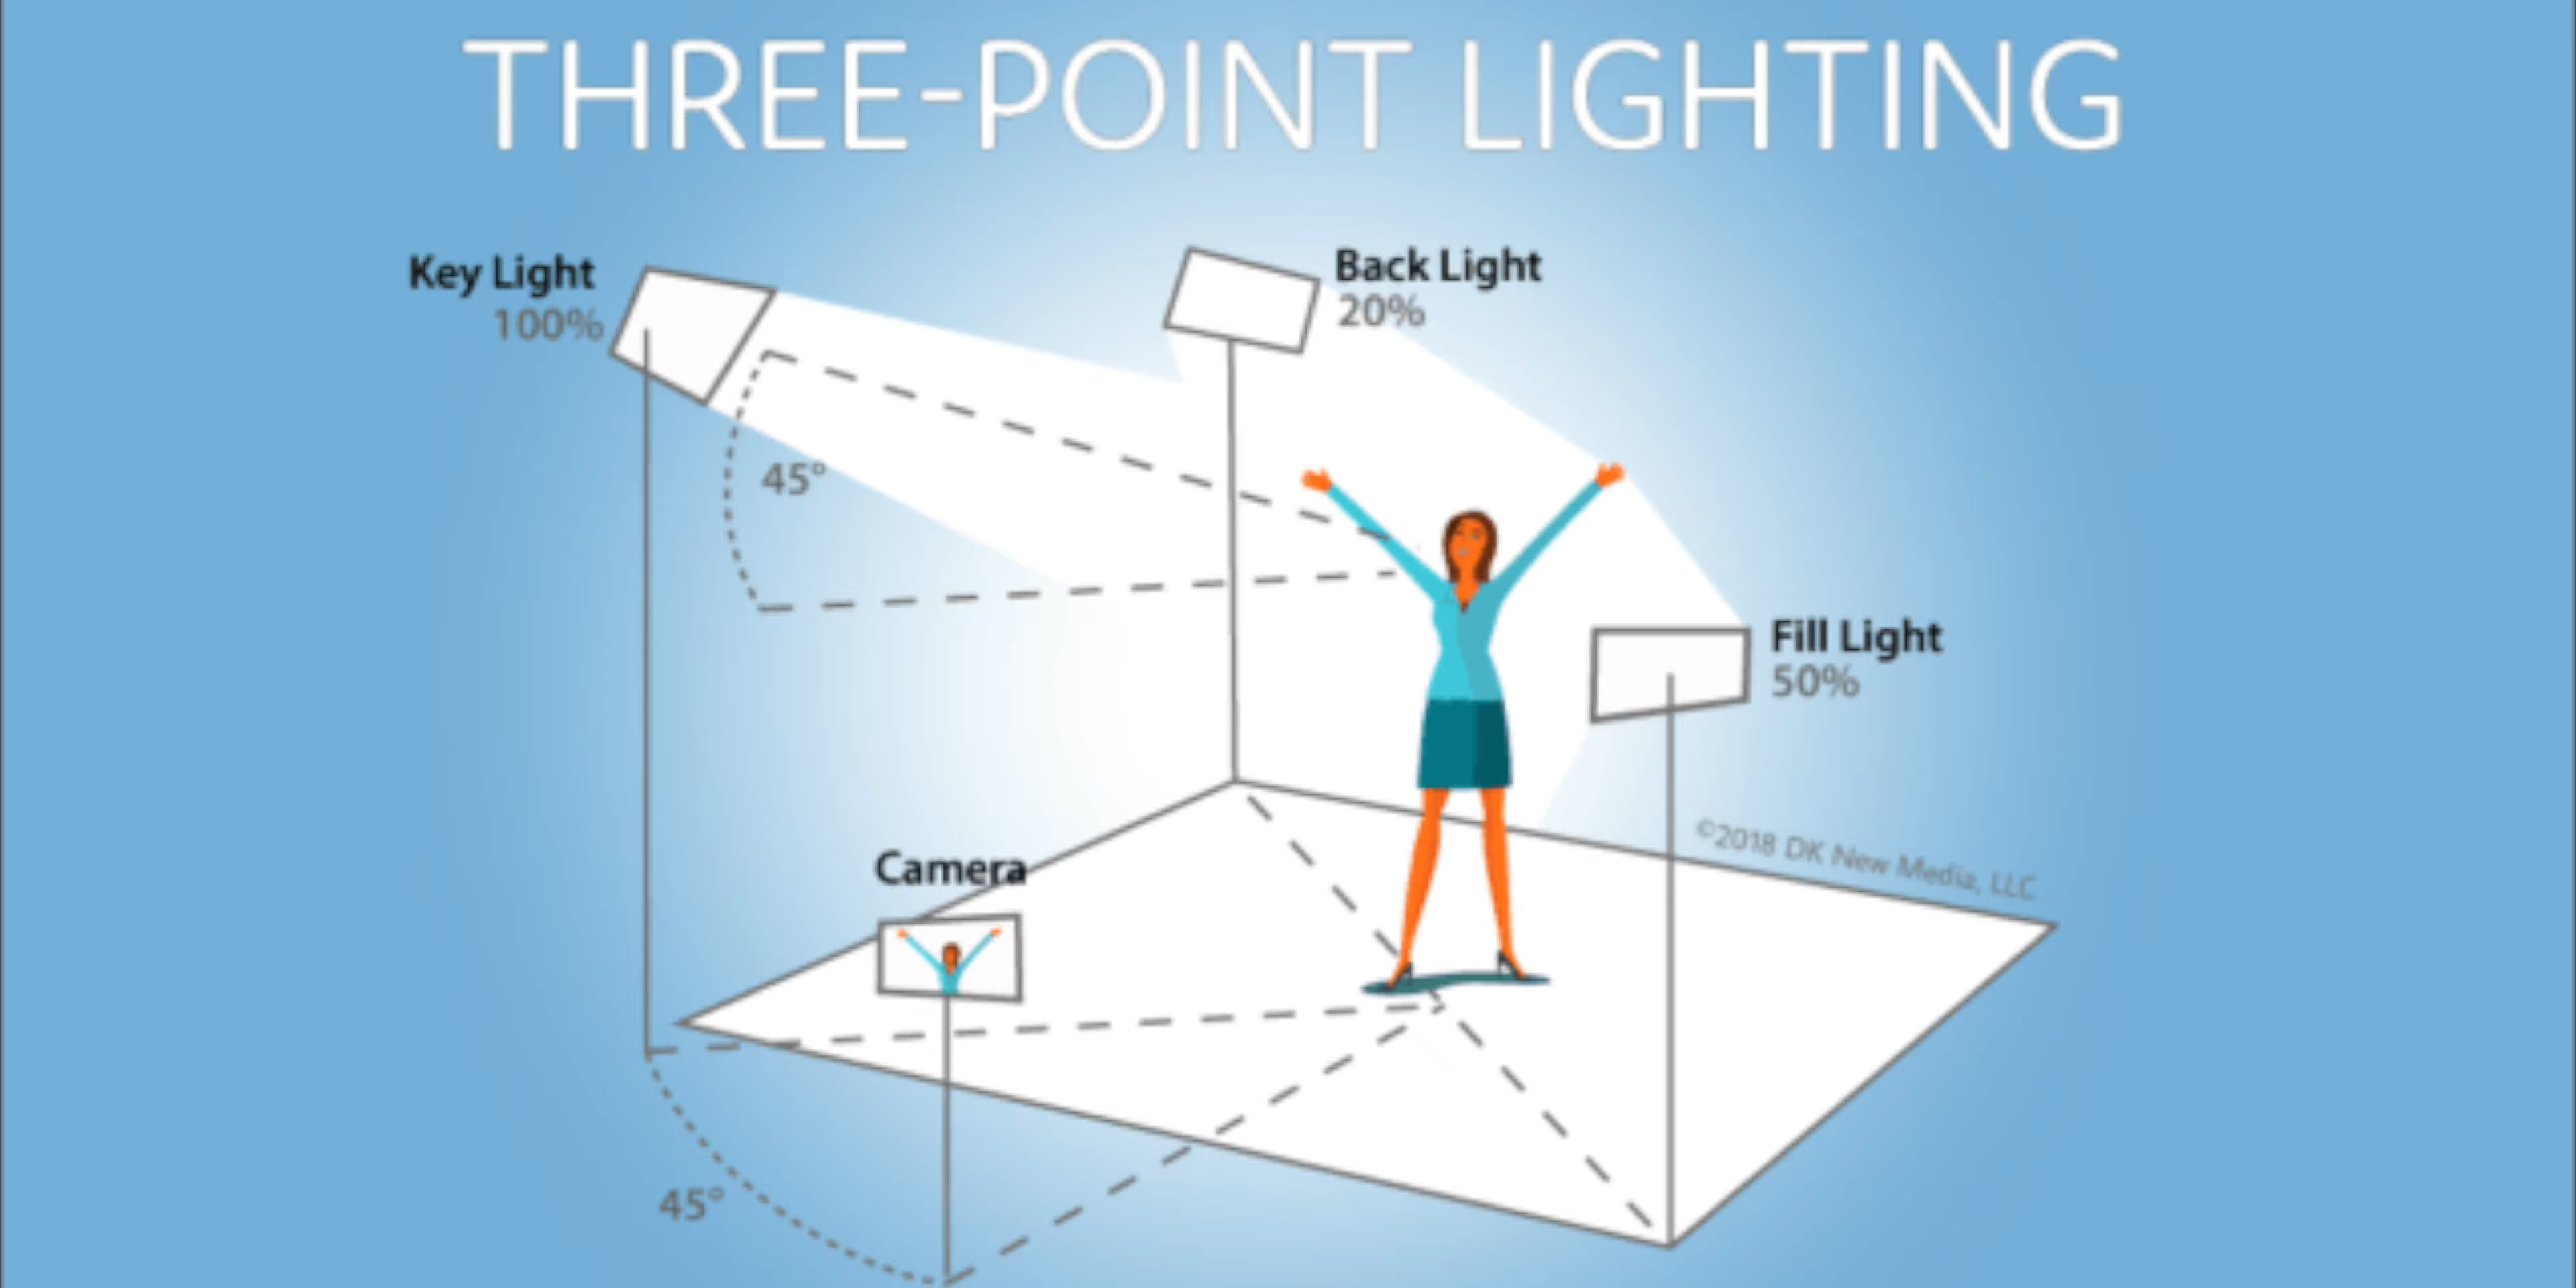 THREE-POINT LIGHTING
Key Light
100%
Back Light
20%
45°
Fill Light
50%
©2018 DK New Media, LLC
Camera
45°